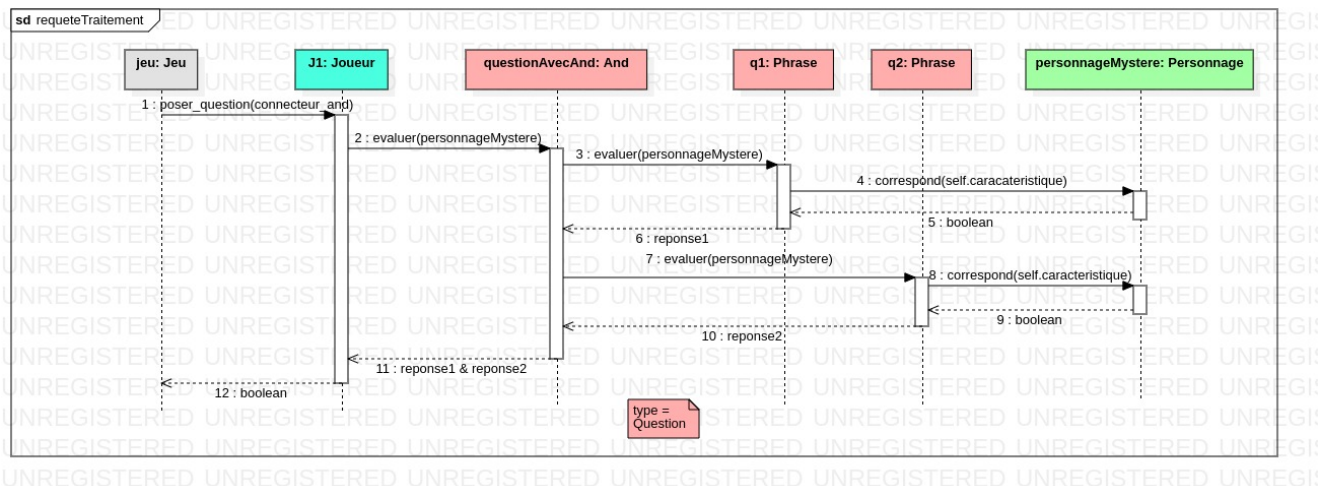 sd requeteTraitement
jeu: Jeu
J1: Joueur
questionAvecAnd: And
q1: Phrase
q2: Phrase
personnageMystere: Personnage
1 : poser_question(connecteur_and)
2 : evaluer(personnageMystere)
3 : evaluer(personnageMystere)
4 : correspond(self.caracateristique)
5 : boolean
6 : reponse1
7 : evaluer(personnageMystere)
8 : correspond(self.caracteristique)
9 : boolean
10 : reponse2
11 : reponse1 & reponse2
12 : boolean
type =
Question
UNREGISTERED